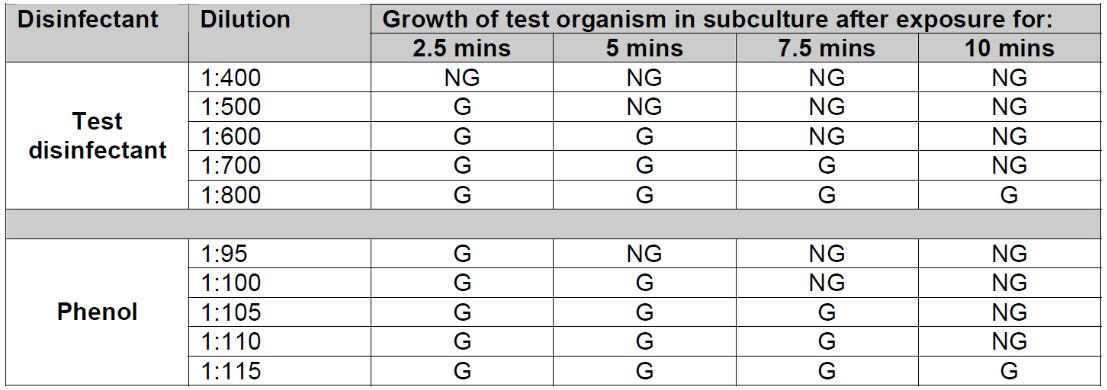 Disinfectant Dilution Growth of test organism in subculture after exposure for:
2.5 mins 5 mins 7.5 mins 10 mins
Test disinfectant
1:400 NG NG NG NG
1:500 G NG NG NG
1:600 G G NG NG
1:700 G G G NG
1:800 G G G G
Phenol
1:95 G NG NG NG
1:100 G G NG NG
1:105 G G G NG
1:110 G G G NG
1:115 G G G G